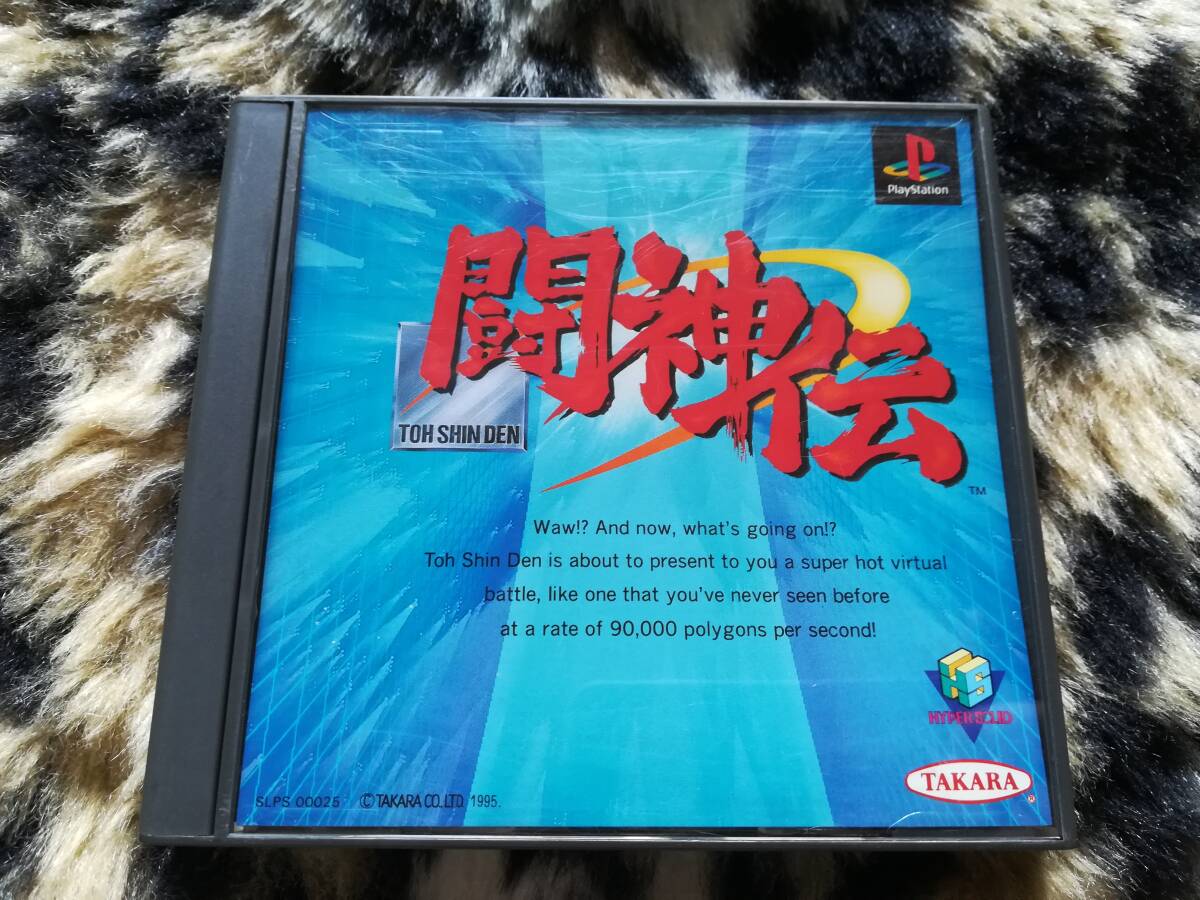 PlayStation
闘神伝
TOH SHIN DEN
TM
Waw!? And now, what's going on!?
Toh Shin Den is about to present to you a super hot virtual
battle, like one that you've never seen before
at a rate of 90,000 polygons per second!
HS
HYPER SOLID
TAKARA
®
SLPS 00025 ©TAKARA CO.,LTD. 1995.